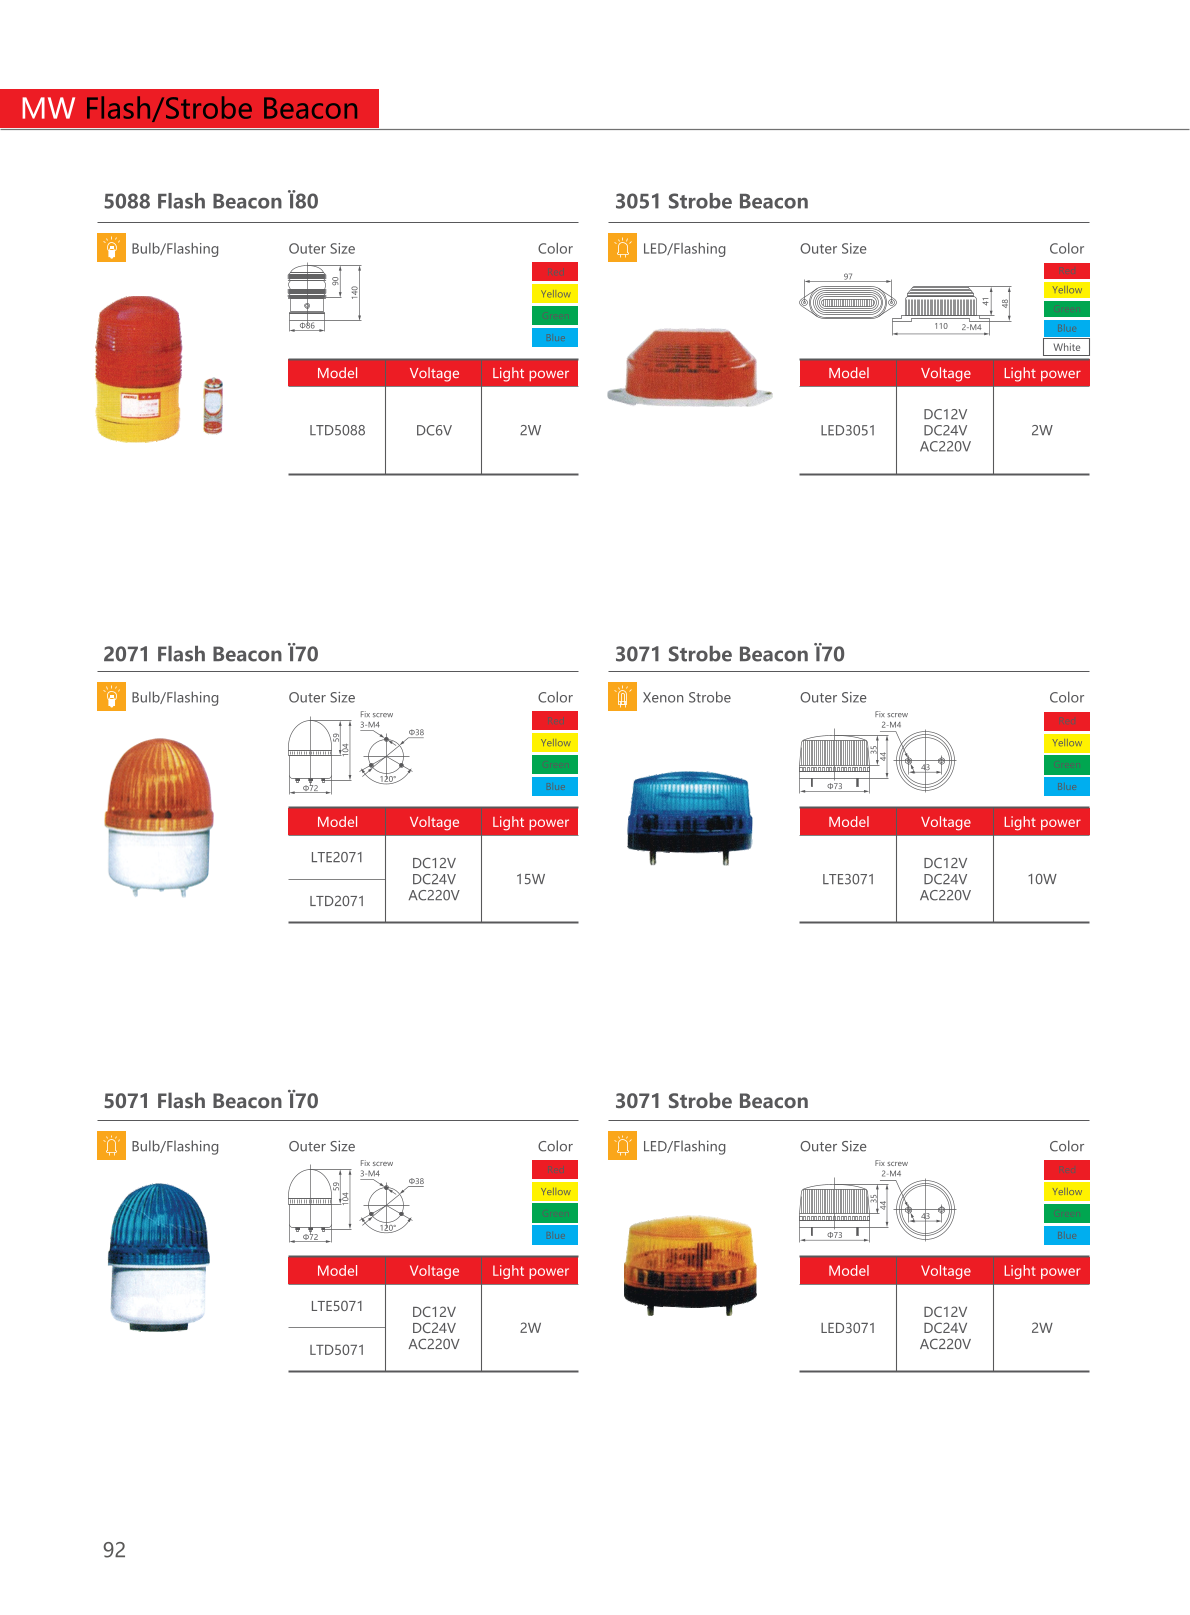 MW Flash/Strobe Beacon
5088 Flash Beacon Ï80
Bulb/Flashing
Outer Size
Color
90
140
Φ86
Red
Yellow
Green
Blue
Model Voltage Light power
LTD5088 DC6V 2W
3051 Strobe Beacon
LED/Flashing
Outer Size
Color
97
41
48
110 2-M4
Red
Yellow
Green
Blue
White
Model Voltage Light power
DC12V
LED3051 DC24V 2W
AC220V
2071 Flash Beacon Ï70
Bulb/Flashing
Outer Size
Color
Fix screw
3-M4
Φ38
59
104
120°
Φ72
Red
Yellow
Green
Blue
Model Voltage Light power
LTE2071
DC12V
DC24V 15W
AC220V
LTD2071
3071 Strobe Beacon Ï70
Xenon Strobe
Outer Size
Color
Fix screw
2-M4
35
44
43
Φ73
Red
Yellow
Green
Blue
Model Voltage Light power
DC12V
LTE3071 DC24V 10W
AC220V
5071 Flash Beacon Ï70
Bulb/Flashing
Outer Size
Color
Fix screw
3-M4
Φ38
59
104
120°
Φ72
Red
Yellow
Green
Blue
Model Voltage Light power
LTE5071
DC12V
DC24V 2W
AC220V
LTD5071
3071 Strobe Beacon
LED/Flashing
Outer Size
Color
Fix screw
2-M4
35
44
43
Φ73
Red
Yellow
Green
Blue
Model Voltage Light power
DC12V
LED3071 DC24V 2W
AC220V
92